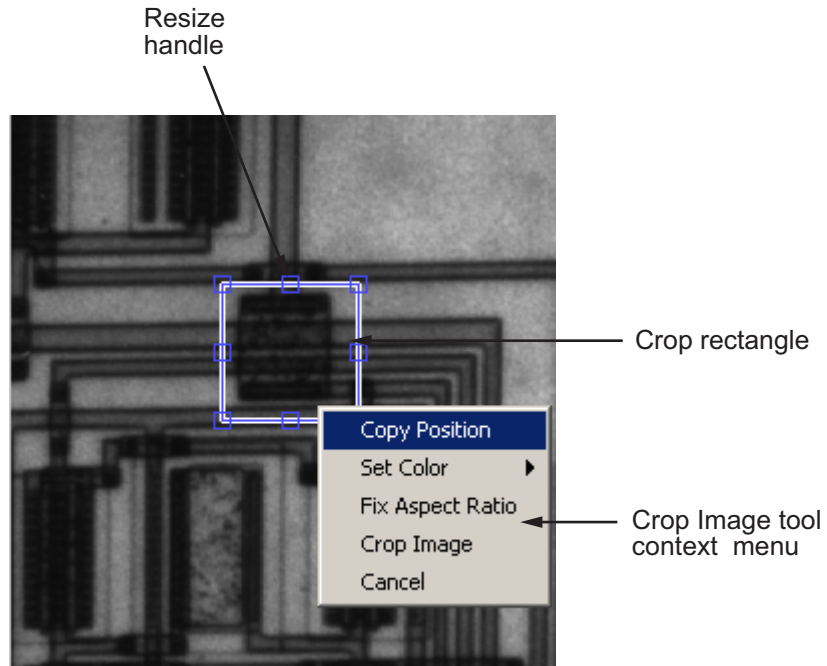 Resize
handle
Crop rectangle
Copy Position
Set Color
Fix Aspect Ratio
Crop Image
Cancel
Crop Image tool
context menu